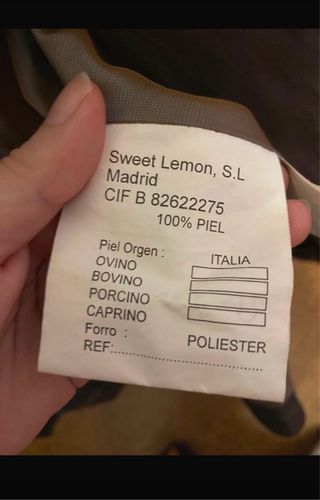 Sweet Lemon, S.L
Madrid
CIF B 82622275
100% PIEL
Piel Orgen : ITALIA
OVINO
BOVINO
PORCINO
CAPRINO
Forro : POLIESTER
REF:......................................